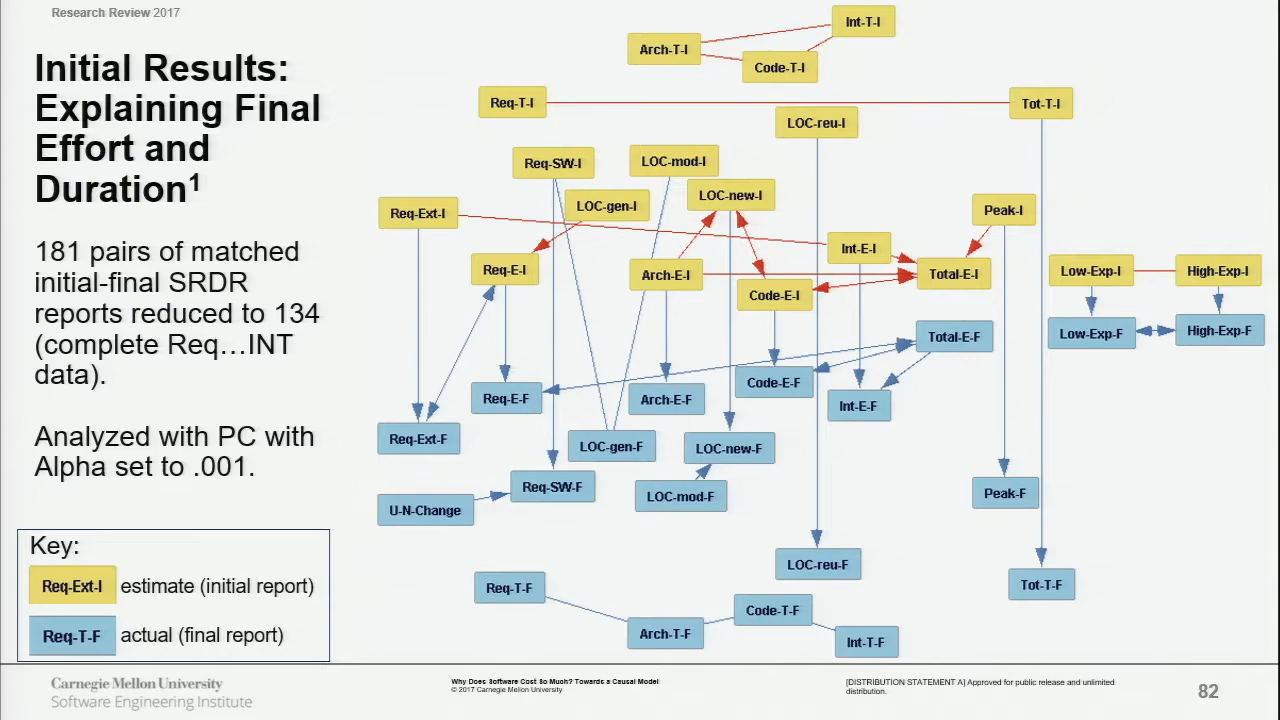 Research Review 2017
Initial Results:
Explaining Final
Effort and
Duration¹
181 pairs of matched
initial-final SRDR
reports reduced to 134
(complete Req…INT
data).
Analyzed with PC with
Alpha set to .001.
Key:
Req-Ext-I estimate (initial report)
Req-T-F actual (final report)
Int-T-I
Arch-T-I
Code-T-I
Req-T-I
Tot-T-I
LOC-reu-I
Req-SW-I
LOC-mod-I
LOC-new-I
LOC-gen-I
Req-Ext-I
Peak-I
Int-E-I
Req-E-I
Arch-E-I
Total-E-I
Low-Exp-I
High-Exp-I
Code-E-I
Total-E-F
Low-Exp-F
High-Exp-F
Code-E-F
Req-E-F
Arch-E-F
Int-E-F
Req-Ext-F
LOC-gen-F
LOC-new-F
Req-SW-F
LOC-mod-F
Peak-F
U-N-Change
LOC-reu-F
Req-T-F
Tot-T-F
Code-T-F
Arch-T-F
Int-T-F
Carnegie Mellon University
Software Engineering Institute
Why Does Software Cost So Much? Towards a Causal Model
© 2017 Carnegie Mellon University
[DISTRIBUTION STATEMENT A] Approved for public release and unlimited
distribution.
82